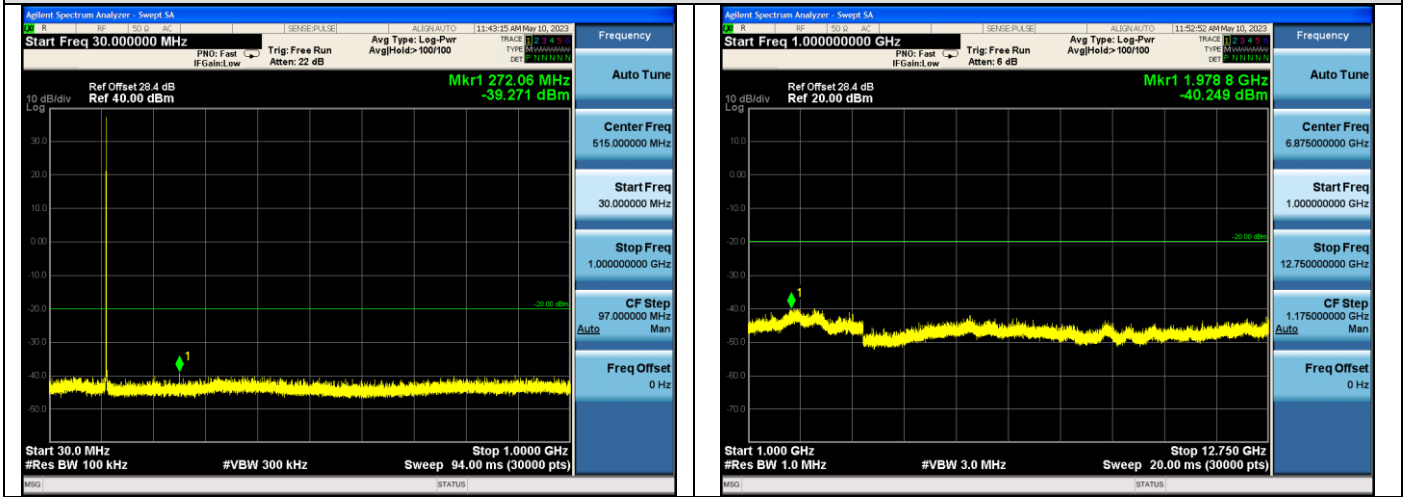 Agilent Spectrum Analyzer - Swept SA
R RF 50 Ω AC SENSE:PULSE ALIGNAUTO 11:43:15 AM May 10, 2023
Start Freq 30.000000 MHz
PNO: Fast
IFGain:Low
Trig: Free Run
Atten: 22 dB
Avg Type: Log-Pwr
Avg|Hold:> 100/100
TRACE 1 2 3 4 5 6
TYPE M
DET P N N N N N
Mkr1 272.06 MHz
-39.271 dBm
Ref Offset 28.4 dB
10 dB/div Ref 40.00 dBm
Log
30.0
20.0
10.0
0.00
-10.0
-20.0
-20.00 dBm
-30.0
-40.0
-50.0
1
Start 30.0 MHz Stop 1.0000 GHz
#Res BW 100 kHz #VBW 300 kHz Sweep 94.00 ms (30000 pts)
MSG STATUS
Frequency
Auto Tune
Center Freq
515.000000 MHz
Start Freq
30.000000 MHz
Stop Freq
1.000000000 GHz
CF Step
97.000000 MHz
Auto Man
Freq Offset
0 Hz
Agilent Spectrum Analyzer - Swept SA
R RF 50 Ω AC SENSE:PULSE ALIGNAUTO 11:52:52 AM May 10, 2023
Start Freq 1.000000000 GHz
PNO: Fast
IFGain:Low
Trig: Free Run
Atten: 6 dB
Avg Type: Log-Pwr
Avg|Hold:> 100/100
TRACE 1 2 3 4 5 6
TYPE M
DET P N N N N N
Mkr1 1.978 8 GHz
-40.249 dBm
Ref Offset 28.4 dB
10 dB/div Ref 20.00 dBm
Log
10.0
0.00
-10.0
-20.0
-20.00 dBm
-30.0
-40.0
-50.0
-60.0
-70.0
1
Start 1.000 GHz Stop 12.750 GHz
#Res BW 1.0 MHz #VBW 3.0 MHz Sweep 20.00 ms (30000 pts)
MSG STATUS
Frequency
Auto Tune
Center Freq
6.875000000 GHz
Start Freq
1.000000000 GHz
Stop Freq
12.750000000 GHz
CF Step
1.175000000 GHz
Auto Man
Freq Offset
0 Hz